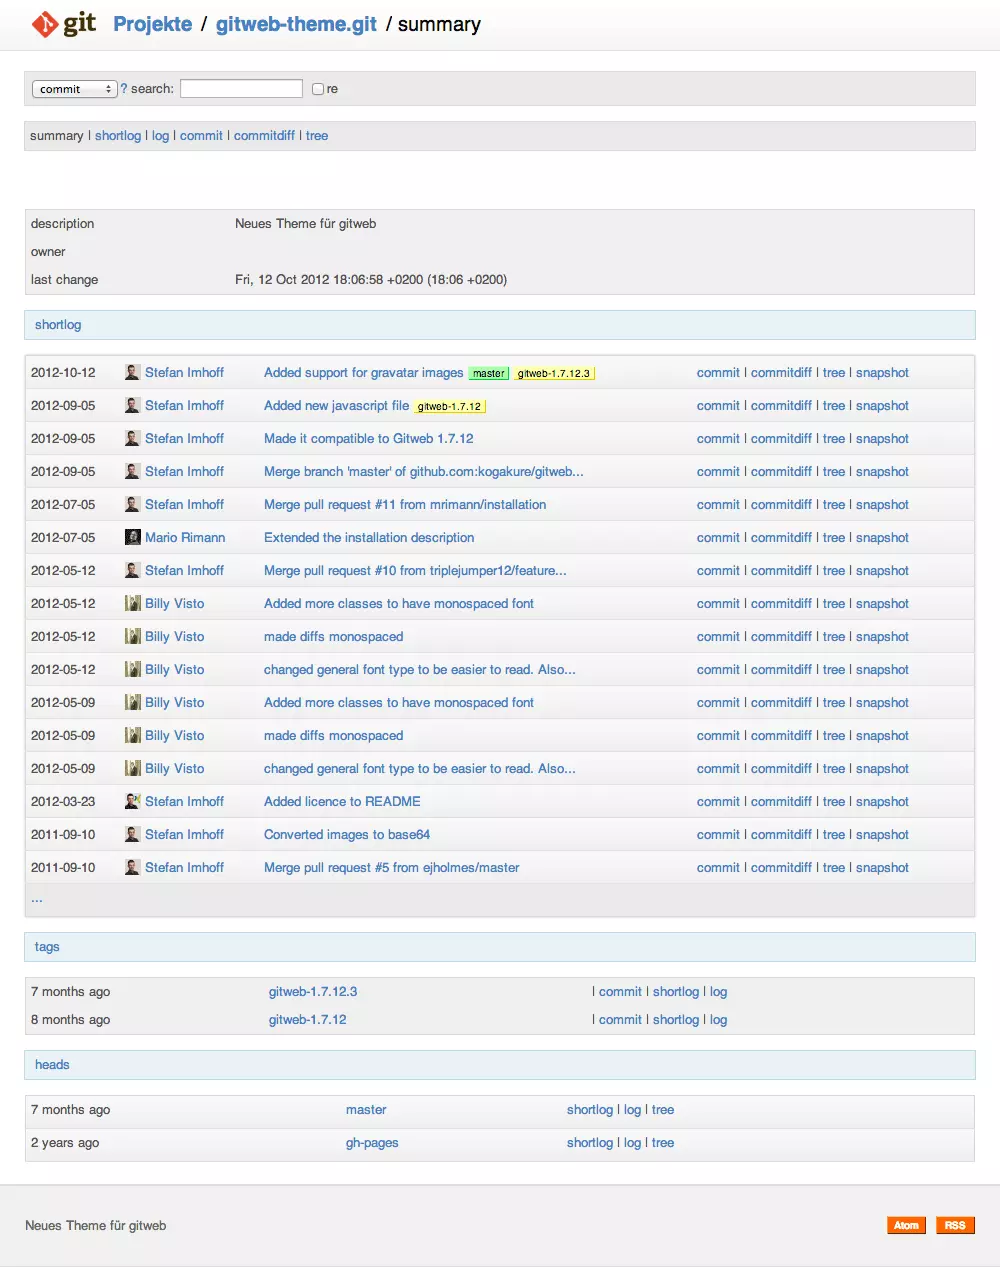 git Projekte / gitweb-theme.git / summary
commit ? search: re
summary | shortlog | log | commit | commitdiff | tree
description Neues Theme für gitweb
owner
last change Fri, 12 Oct 2012 18:06:58 +0200 (18:06 +0200)
shortlog
2012-10-12 Stefan Imhoff Added support for gravatar images master gitweb-1.7.12.3 commit | commitdiff | tree | snapshot
2012-09-05 Stefan Imhoff Added new javascript file gitweb-1.7.12 commit | commitdiff | tree | snapshot
2012-09-05 Stefan Imhoff Made it compatible to Gitweb 1.7.12 commit | commitdiff | tree | snapshot
2012-09-05 Stefan Imhoff Merge branch 'master' of github.com:kogakure/gitweb... commit | commitdiff | tree | snapshot
2012-07-05 Stefan Imhoff Merge pull request #11 from mrimann/installation commit | commitdiff | tree | snapshot
2012-07-05 Mario Rimann Extended the installation description commit | commitdiff | tree | snapshot
2012-05-12 Stefan Imhoff Merge pull request #10 from triplejumper12/feature... commit | commitdiff | tree | snapshot
2012-05-12 Billy Visto Added more classes to have monospaced font commit | commitdiff | tree | snapshot
2012-05-12 Billy Visto made diffs monospaced commit | commitdiff | tree | snapshot
2012-05-12 Billy Visto changed general font type to be easier to read. Also... commit | commitdiff | tree | snapshot
2012-05-09 Billy Visto Added more classes to have monospaced font commit | commitdiff | tree | snapshot
2012-05-09 Billy Visto made diffs monospaced commit | commitdiff | tree | snapshot
2012-05-09 Billy Visto changed general font type to be easier to read. Also... commit | commitdiff | tree | snapshot
2012-03-23 Stefan Imhoff Added licence to README commit | commitdiff | tree | snapshot
2011-09-10 Stefan Imhoff Converted images to base64 commit | commitdiff | tree | snapshot
2011-09-10 Stefan Imhoff Merge pull request #5 from ejholmes/master commit | commitdiff | tree | snapshot
...
tags
7 months ago gitweb-1.7.12.3 | commit | shortlog | log
8 months ago gitweb-1.7.12 | commit | shortlog | log
heads
7 months ago master shortlog | log | tree
2 years ago gh-pages shortlog | log | tree
Neues Theme für gitweb Atom RSS